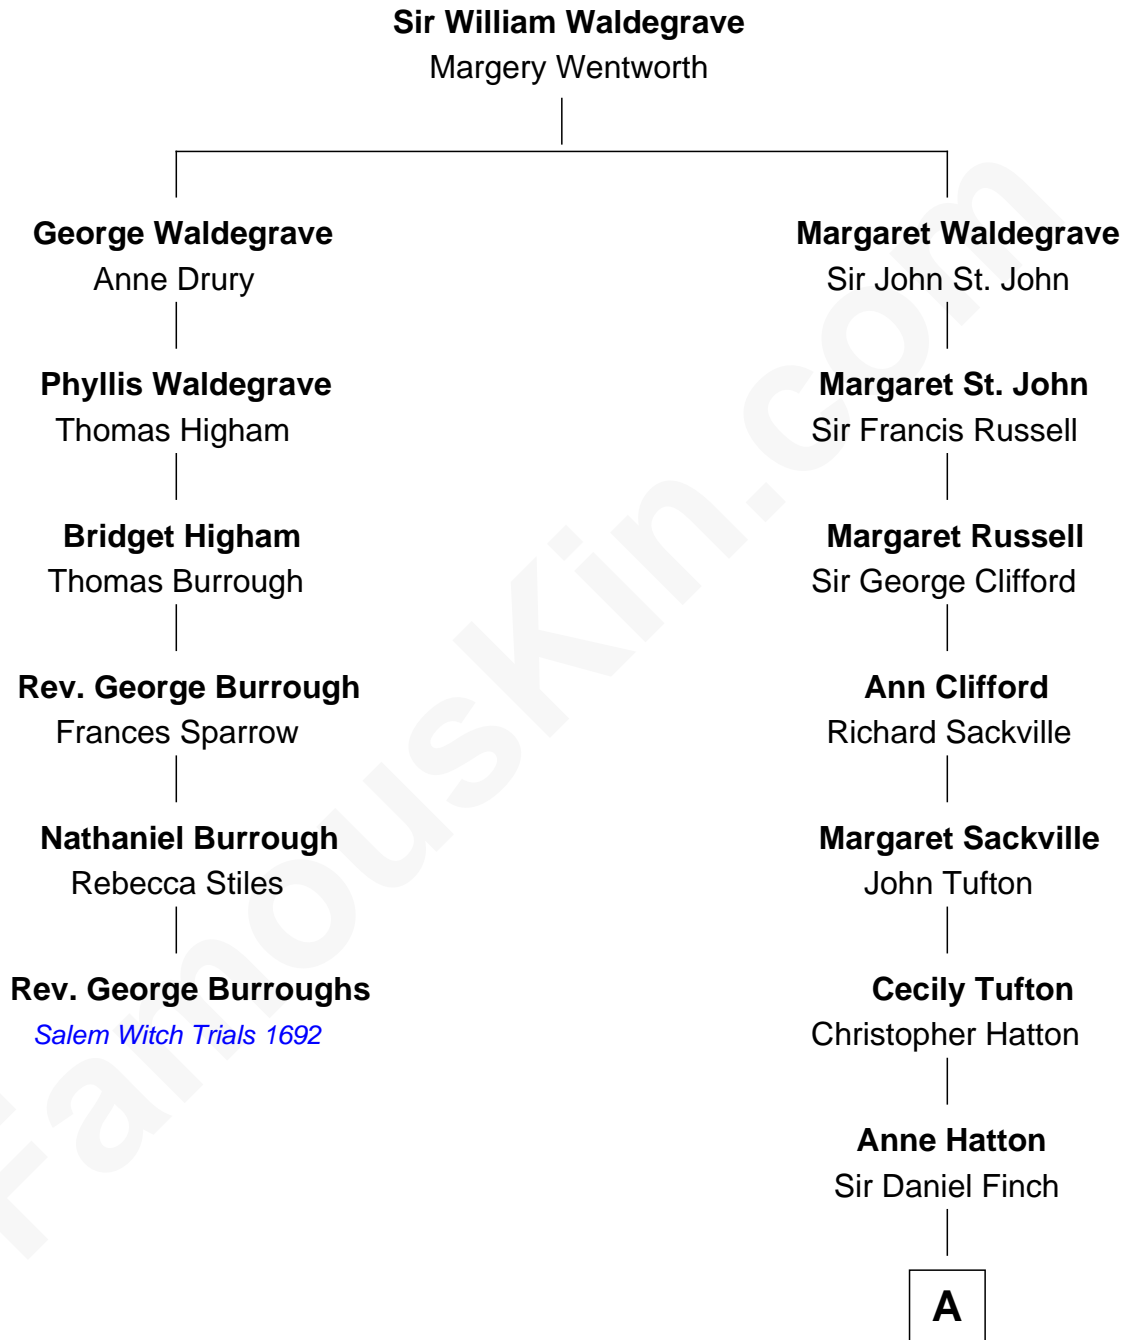 Sir William Waldegrave
Margery Wentworth
George Waldegrave
Anne Drury
Phyllis Waldegrave
Thomas Higham
Bridget Higham
Thomas Burrough
Rev. George Burrough
Frances Sparrow
Nathaniel Burrough
Rebecca Stiles
Rev. George Burroughs
Salem Witch Trials 1692
Margaret Waldegrave
Sir John St. John
Margaret St. John
Sir Francis Russell
Margaret Russell
Sir George Clifford
Ann Clifford
Richard Sackville
Margaret Sackville
John Tufton
Cecily Tufton
Christopher Hatton
Anne Hatton
Sir Daniel Finch
A
FamousKin.com